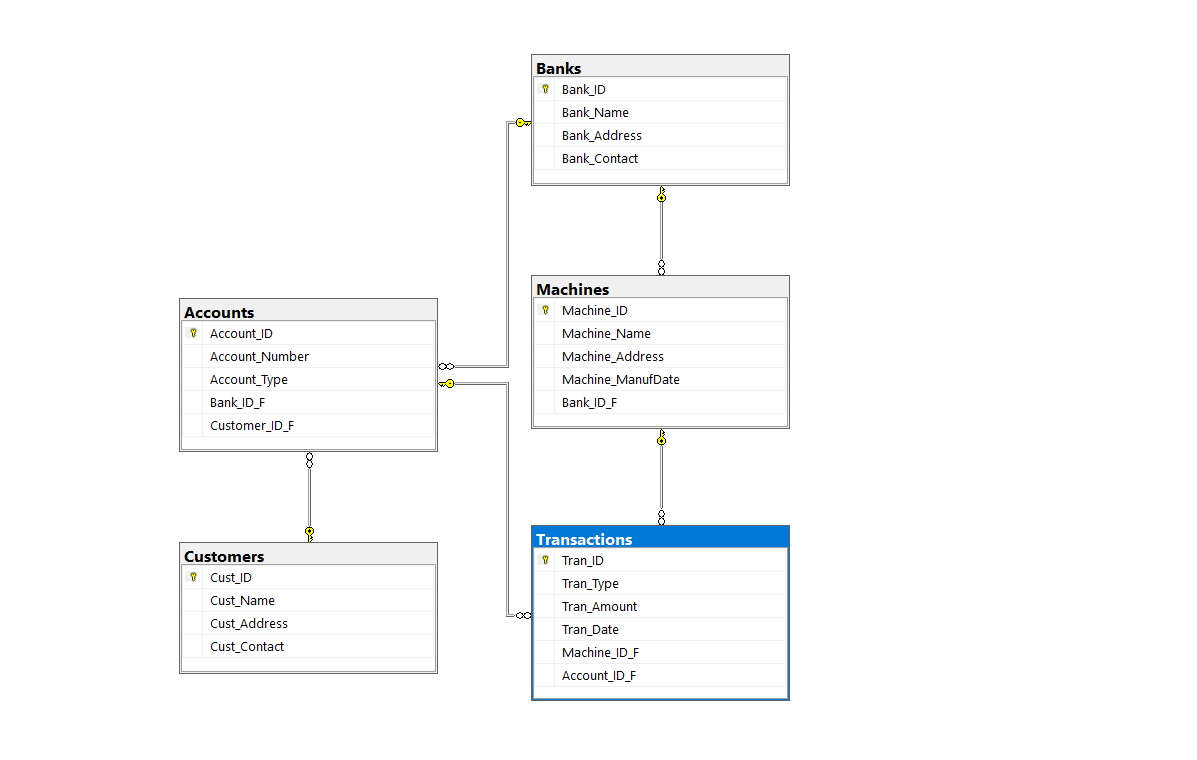 Banks
Bank_ID
Bank_Name
Bank_Address
Bank_Contact
Machines
Machine_ID
Machine_Name
Machine_Address
Machine_ManufDate
Bank_ID_F
Accounts
Account_ID
Account_Number
Account_Type
Bank_ID_F
Customer_ID_F
Customers
Cust_ID
Cust_Name
Cust_Address
Cust_Contact
Transactions
Tran_ID
Tran_Type
Tran_Amount
Tran_Date
Machine_ID_F
Account_ID_F